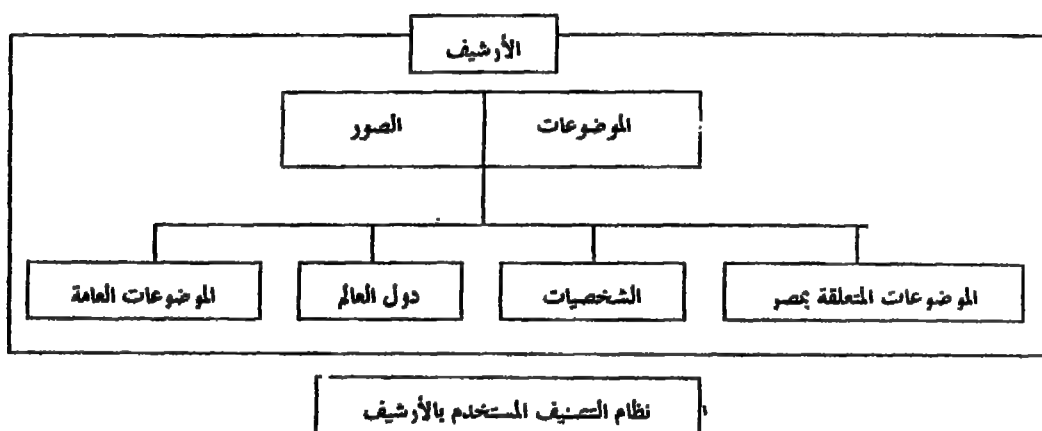 الأرشيف
الموضوعات الصور
الموضوعات المتعلقة بمصر الشخصيات دول العالم الموضوعات العامة
نظام التصنيف المستخدم بالأرشيف